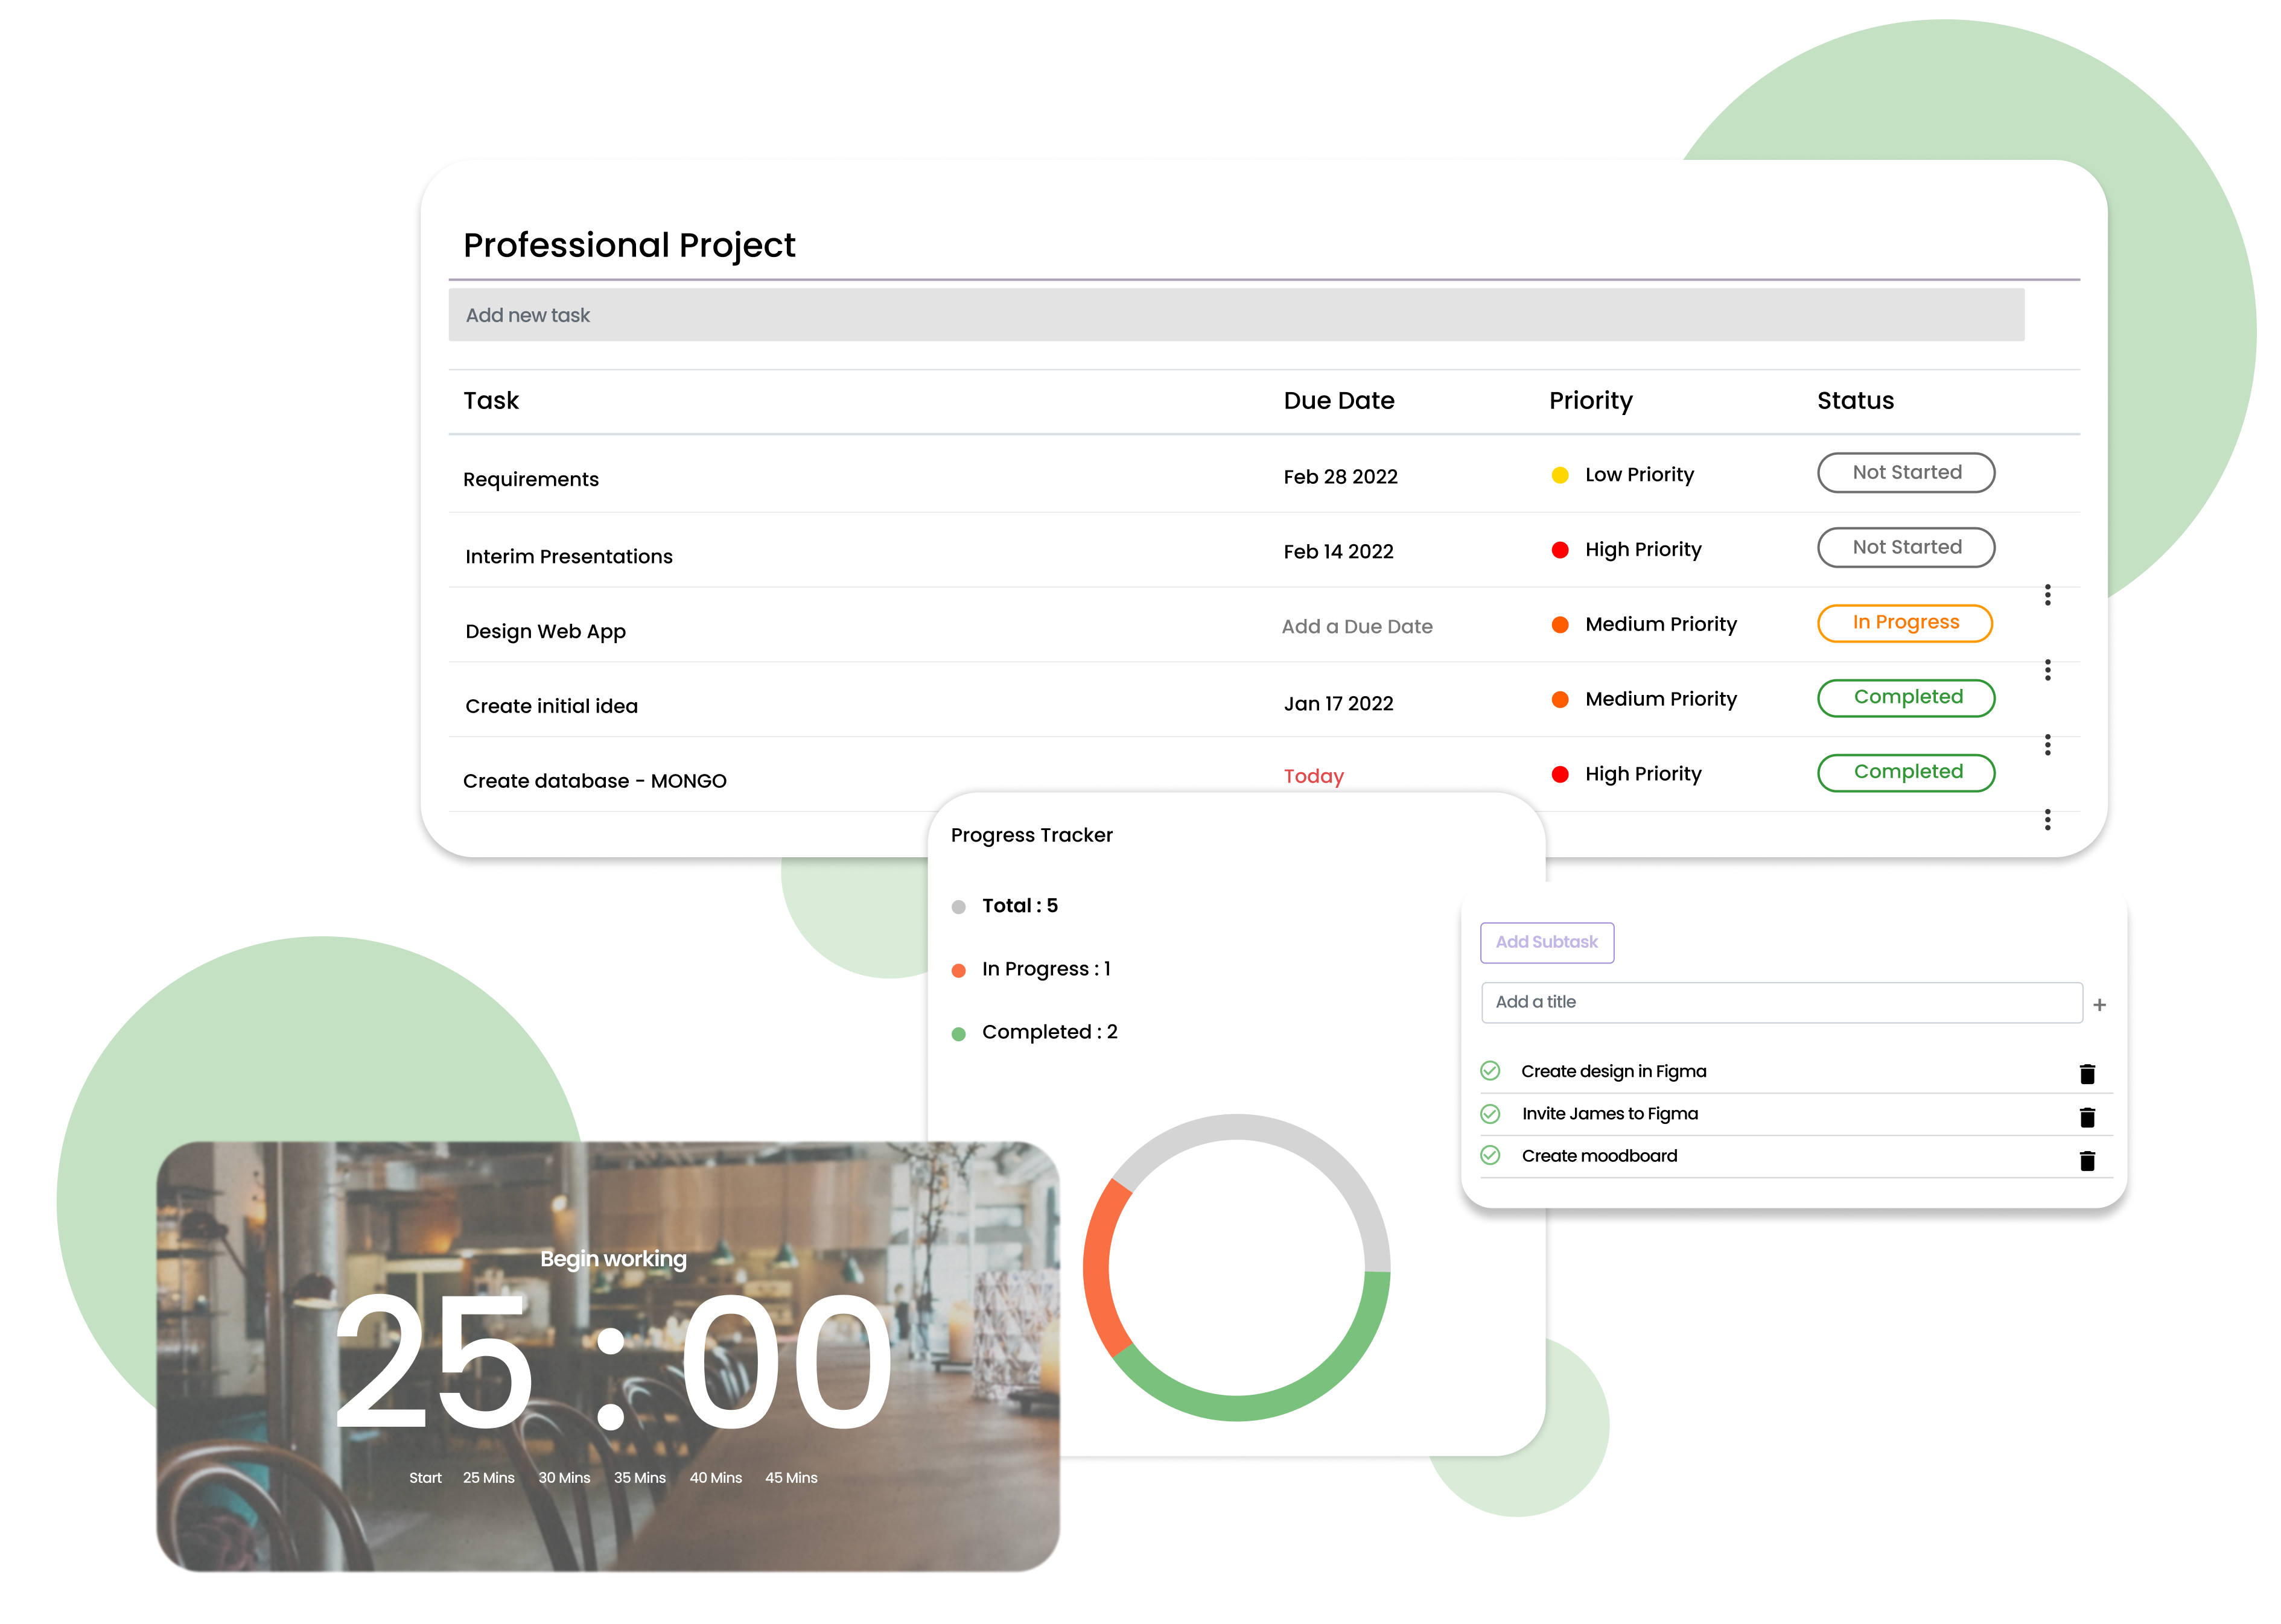 Professional Project
Add new task
Task Due Date Priority Status
Requirements Feb 28 2022 Low Priority Not Started
Interim Presentations Feb 14 2022 High Priority Not Started
Design Web App Add a Due Date Medium Priority In Progress
Create initial idea Jan 17 2022 Medium Priority Completed
Create database - MONGO Today High Priority Completed
Progress Tracker
Total : 5
In Progress : 1
Completed : 2
Add Subtask
Add a title +
Create design in Figma
Invite James to Figma
Create moodboard
Begin working
25 : 00
Start 25 Mins 30 Mins 35 Mins 40 Mins 45 Mins